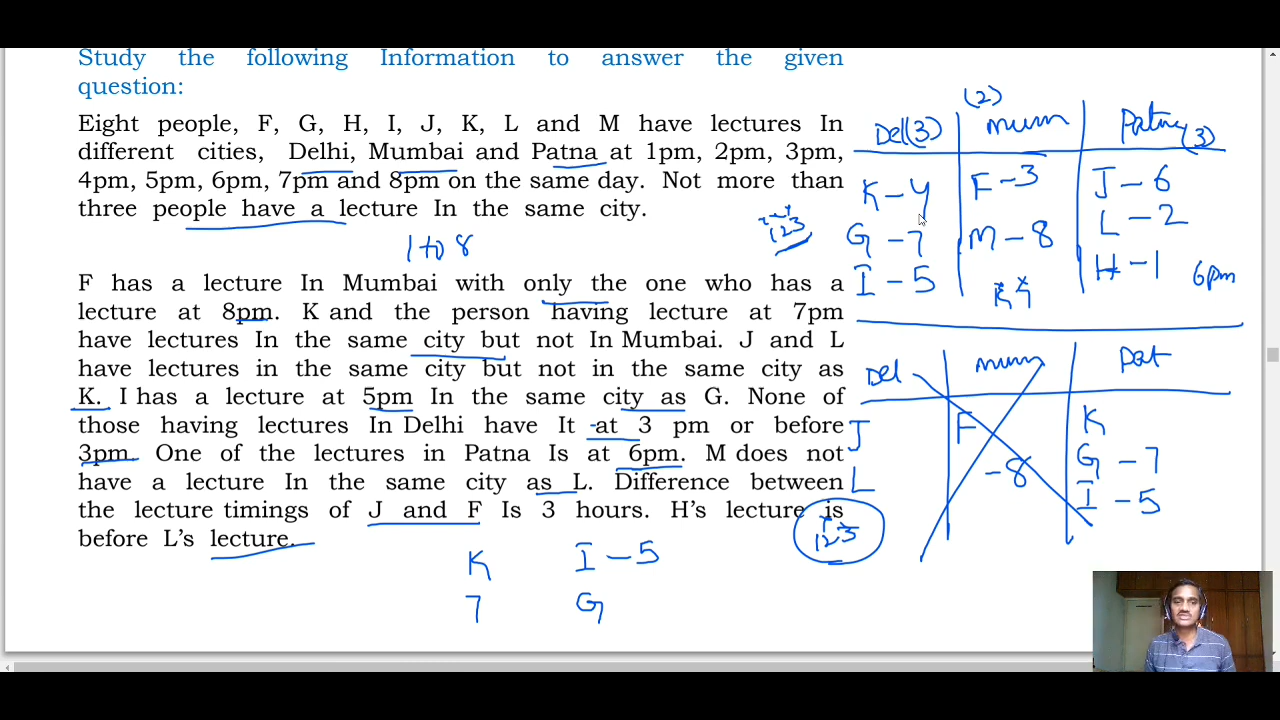 Study the following Information to answer the given
question:
Eight people, F, G, H, I, J, K, L and M have lectures In
different cities, Delhi, Mumbai and Patna at 1pm, 2pm, 3pm,
4pm, 5pm, 6pm, 7pm and 8pm on the same day. Not more than
three people have a lecture In the same city.
1 to 8
F has a lecture In Mumbai with only the one who has a
lecture at 8pm. K and the person having lecture at 7pm
have lectures In the same city but not In Mumbai. J and L
have lectures in the same city but not in the same city as
K. I has a lecture at 5pm In the same city as G. None of
those having lectures In Delhi have It at 3 pm or before
3pm. One of the lectures in Patna Is at 6pm. M does not
have a lecture In the same city as L. Difference between
the lecture timings of J and F Is 3 hours. H's lecture is
before L's lecture.
K I - 5
7 G
(2)
Del(3) mum Patna (3)
K - 4 F - 3 J - 6
G - 7 M - 8 L - 2
I - 5 K 7 H - 1 6pm
123
Del mum Pat
J F K
L - 8 G - 7
I - 5
123